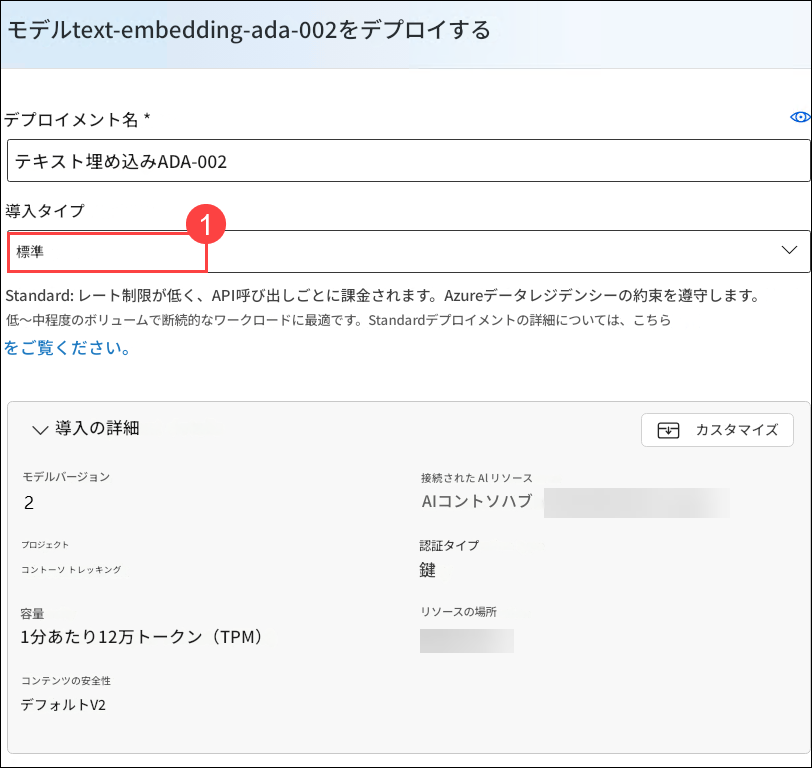 モデルtext-embedding-ada-002をデプロイする
デプロイメント名 *
テキスト埋め込みADA-002
導入タイプ
1
標準
Standard: レート制限が低く、API呼び出しごとに課金されます。Azureデータレジデンシーの約束を遵守します。
低～中程度のボリュームで断続的なワークロードに最適です。Standardデプロイメントの詳細については、こちら
をご覧ください。
導入の詳細
カスタマイズ
モデルバージョン
接続された AI リソース
2
AIコントソハブ
プロジェクト
認証タイプ
コントーソ トレッキング
鍵
容量
リソースの場所
1分あたり12万トークン（TPM）
コンテンツの安全性
デフォルトV2